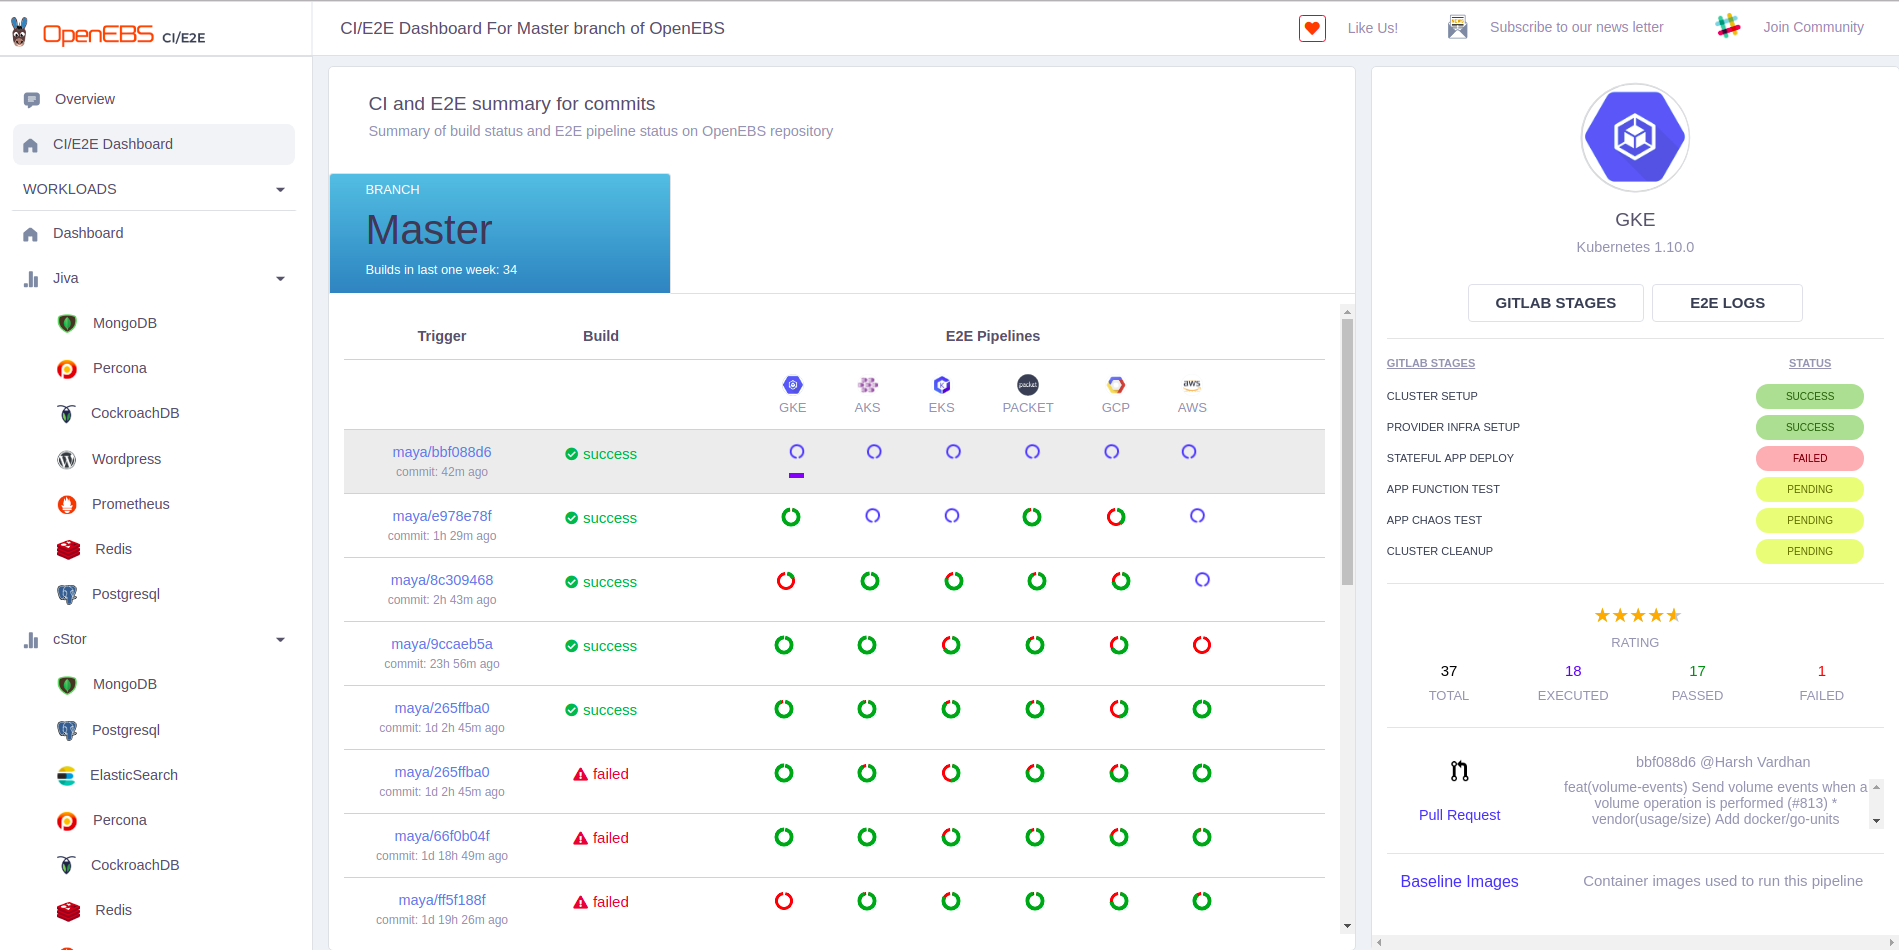 OpenEBS CI/E2E
CI/E2E Dashboard For Master branch of OpenEBS
Like Us!
Subscribe to our news letter
Join Community
Overview
CI/E2E Dashboard
WORKLOADS
Dashboard
Jiva
MongoDB
Percona
CockroachDB
Wordpress
Prometheus
Redis
Postgresql
cStor
MongoDB
Postgresql
ElasticSearch
Percona
CockroachDB
Redis
CI and E2E summary for commits
Summary of build status and E2E pipeline status on OpenEBS repository
BRANCH
Master
Builds in last one week: 34
Trigger Build E2E Pipelines
packet aws
GKE AKS EKS PACKET GCP AWS
maya/bbf088d6 success
commit: 42m ago
maya/e978e78f success
commit: 1h 29m ago
maya/8c309468 success
commit: 2h 43m ago
maya/9ccaeb5a success
commit: 23h 56m ago
maya/265ffba0 success
commit: 1d 2h 45m ago
maya/265ffba0 failed
commit: 1d 2h 45m ago
maya/66f0b04f failed
commit: 1d 18h 49m ago
maya/ff5f188f failed
commit: 1d 19h 26m ago
GKE
Kubernetes 1.10.0
GITLAB STAGES E2E LOGS
GITLAB STAGES STATUS
CLUSTER SETUP SUCCESS
PROVIDER INFRA SETUP SUCCESS
STATEFUL APP DEPLOY FAILED
APP FUNCTION TEST PENDING
APP CHAOS TEST PENDING
CLUSTER CLEANUP PENDING
RATING
37 18 17 1
TOTAL EXECUTED PASSED FAILED
bbf088d6 @Harsh Vardhan
feat(volume-events) Send volume events when a
volume operation is performed (#813) *
vendor(usage/size) Add docker/go-units
Pull Request
Baseline Images Container images used to run this pipeline